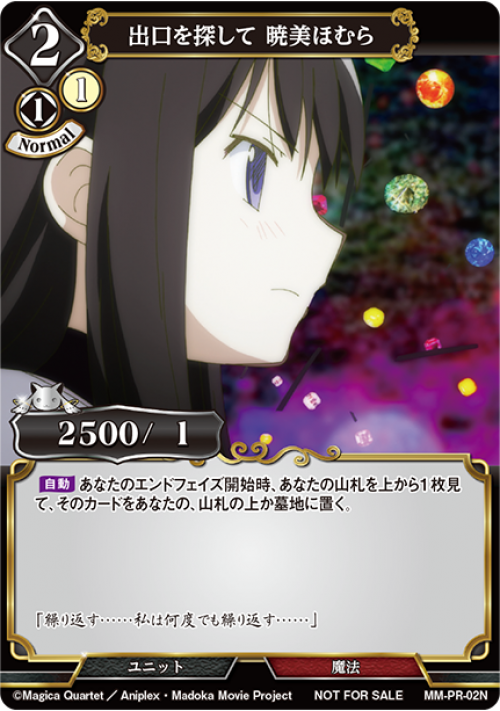 2
出口を探して 暁美ほむら
1
1
Normal
2500/ 1
自動 あなたのエンドフェイズ開始時、あなたの山札を上から1枚見
て、そのカードをあなたの、山札の上か墓地に置く。
「繰り返す……私は何度でも繰り返す……」
ユニット
魔法
©Magica Quartet／Aniplex・Madoka Movie Project NOT FOR SALE MM-PR-02N